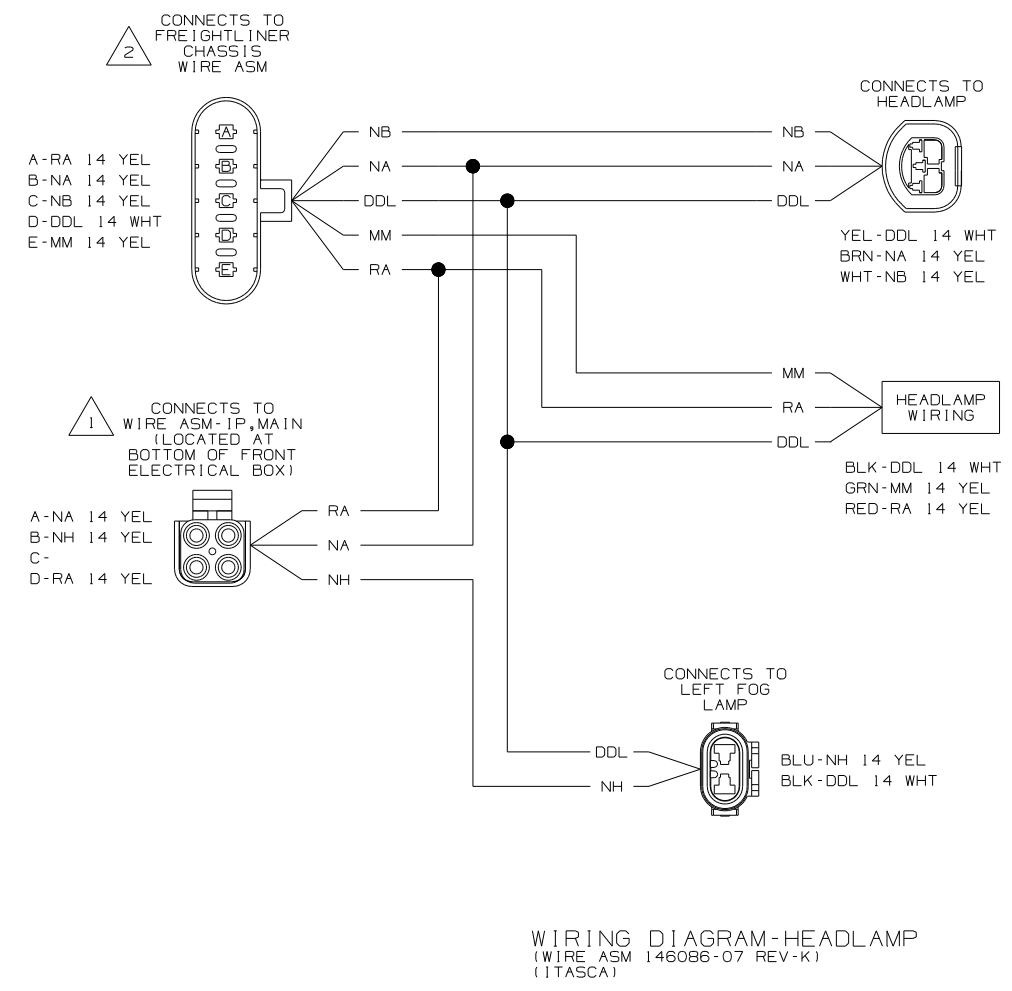 CONNECTS TO
FREIGHTLINER
CHASSIS
WIRE ASM
2
A
B
C
D
E
A-RA 14 YEL
B-NA 14 YEL
C-NB 14 YEL
D-DDL 14 WHT
E-MM 14 YEL
NB
NA
DDL
MM
RA
NB
NA
DDL
CONNECTS TO
HEADLAMP
YEL-DDL 14 WHT
BRN-NA 14 YEL
WHT-NB 14 YEL
MM
RA
DDL
HEADLAMP
WIRING
BLK-DDL 14 WHT
GRN-MM 14 YEL
RED-RA 14 YEL
1
CONNECTS TO
WIRE ASM-IP,MAIN
(LOCATED AT
BOTTOM OF FRONT
ELECTRICAL BOX)
A-NA 14 YEL
B-NH 14 YEL
C-
D-RA 14 YEL
RA
NA
NH
CONNECTS TO
LEFT FOG
LAMP
DDL
NH
BLU-NH 14 YEL
BLK-DDL 14 WHT
WIRING DIAGRAM-HEADLAMP
(WIRE ASM 146086-07 REV-K)
(ITASCA)